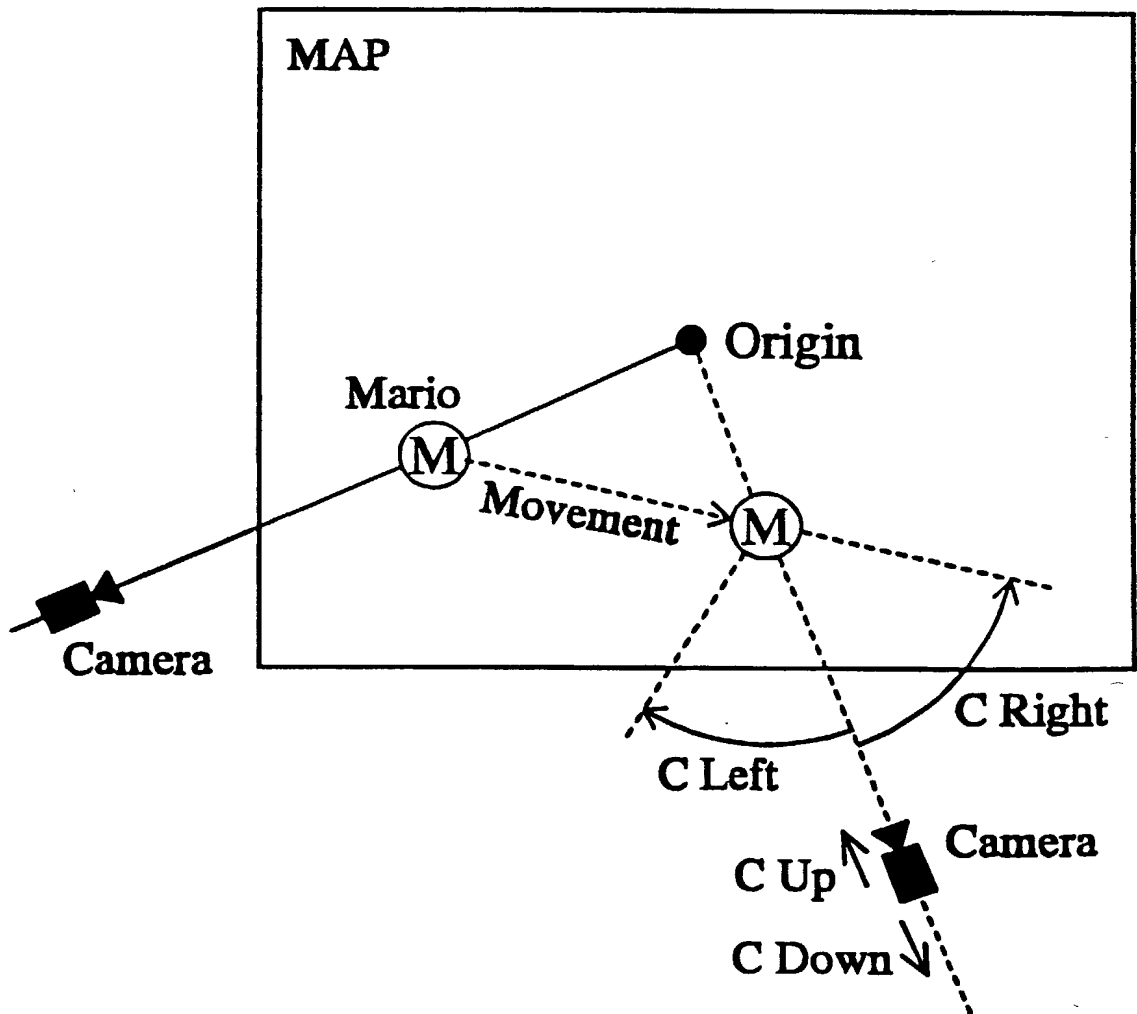 MAP
Origin
Mario
M
Movement
M
Camera
C Right
C Left
Camera
C Up
C Down